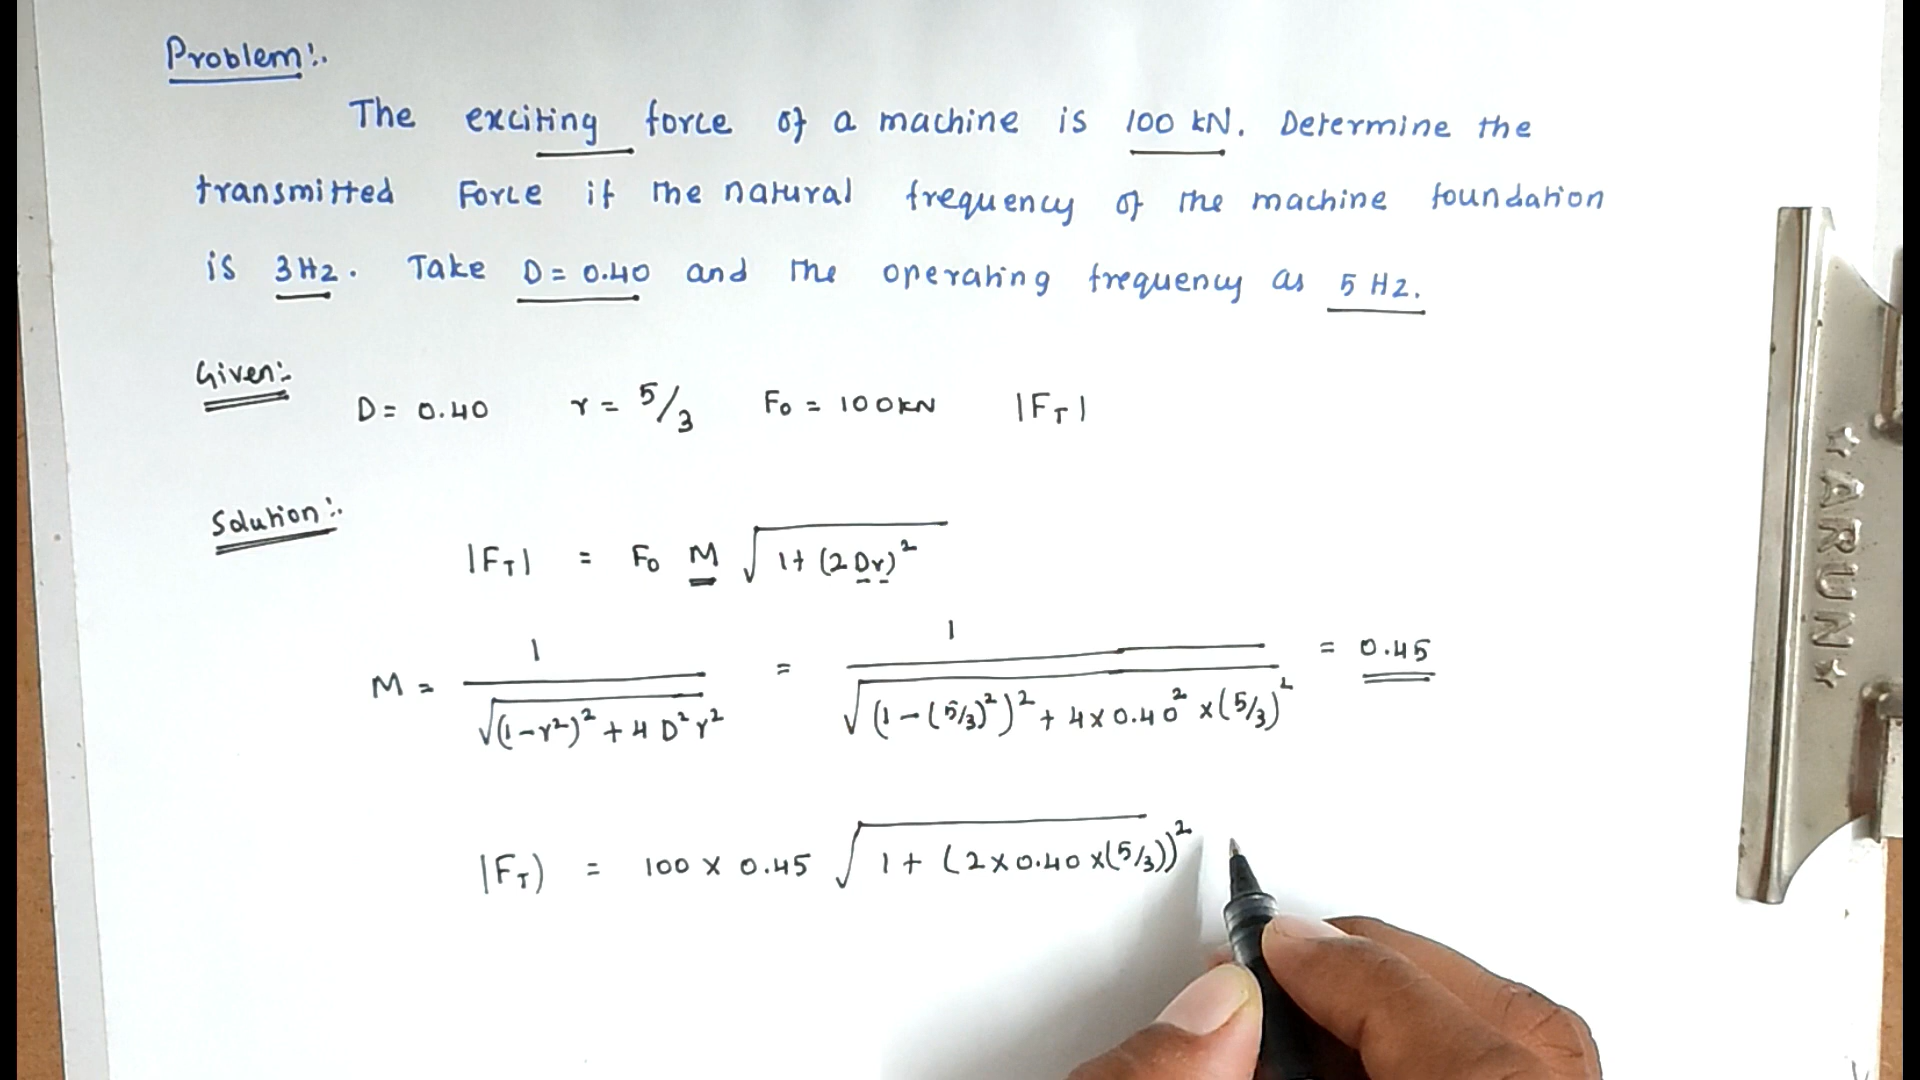 Problem:-
The exciting force of a machine is 100 kN. Determine the
transmitted Force if the natural frequency of the machine foundation
is 3Hz. Take D = 0.40 and the operating frequency as 5 Hz.
Given:-
D = 0.40 r = 5/3 F₀ = 100KN |F_T|
Solution:-
|F_T| = F₀ M √(1+(2Dr)²)
M = 1/√((1-r²)²+4D²r²) = 1/√((1-(5/3)²)²+4×0.40²×(5/3)²) = 0.45
|F_T) = 100 × 0.45 √(1+(2×0.40×(5/3))²)
ARUN